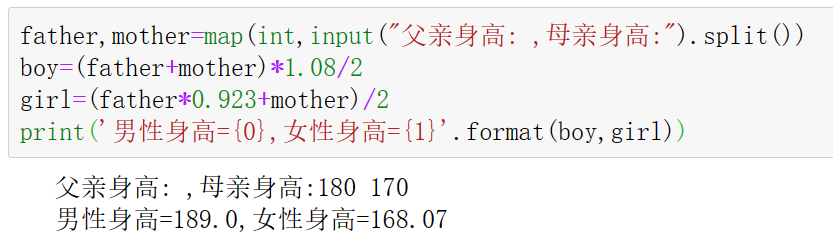 father,mother=map(int,input("父亲身高: ,母亲身高:").split())
boy=(father+mother)*1.08/2
girl=(father*0.923+mother)/2
print('男性身高={0},女性身高={1}'.format(boy,girl))
父亲身高: ,母亲身高:180 170
男性身高=189.0,女性身高=168.07